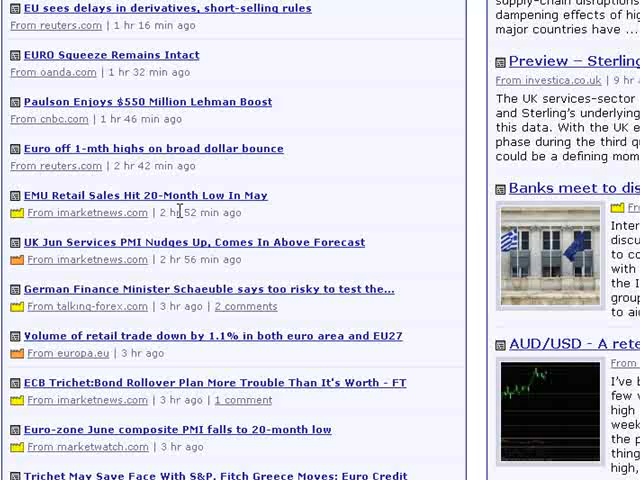 EU sees delays in derivatives, short-selling rules
From reuters.com | 1 hr 16 min ago
EURO Squeeze Remains Intact
From oanda.com | 1 hr 32 min ago
Paulson Enjoys $550 Million Lehman Boost
From cnbc.com | 1 hr 46 min ago
Euro off 1-mth highs on broad dollar bounce
From reuters.com | 2 hr 42 min ago
EMU Retail Sales Hit 20-Month Low In May
From imarketnews.com | 2 hr 52 min ago
UK Jun Services PMI Nudges Up, Comes In Above Forecast
From imarketnews.com | 2 hr 56 min ago
German Finance Minister Schaeuble says too risky to test the...
From talking-forex.com | 3 hr ago | 2 comments
Volume of retail trade down by 1.1% in both euro area and EU27
From europa.eu | 3 hr ago
ECB Trichet:Bond Rollover Plan More Trouble Than It's Worth - FT
From imarketnews.com | 3 hr ago | 1 comment
Euro-zone June composite PMI falls to 20-month low
From marketwatch.com | 3 hr ago
Trichet May Save Face With S&P, Fitch Greece Moves: Euro Credit
supply-chain disruptions
dampening effects of hig
major countries have ...
Preview – Sterling
From investica.co.uk | 9 hr
The UK services-sector
and Sterling's underlying
this data. With the UK e
phase during the third q
could be a defining mom
Banks meet to dis
Fro
Inter
discu
to co
with
the I
group
to aid
AUD/USD - A rete
From
I've b
few v
high
week
the p
thing
high,